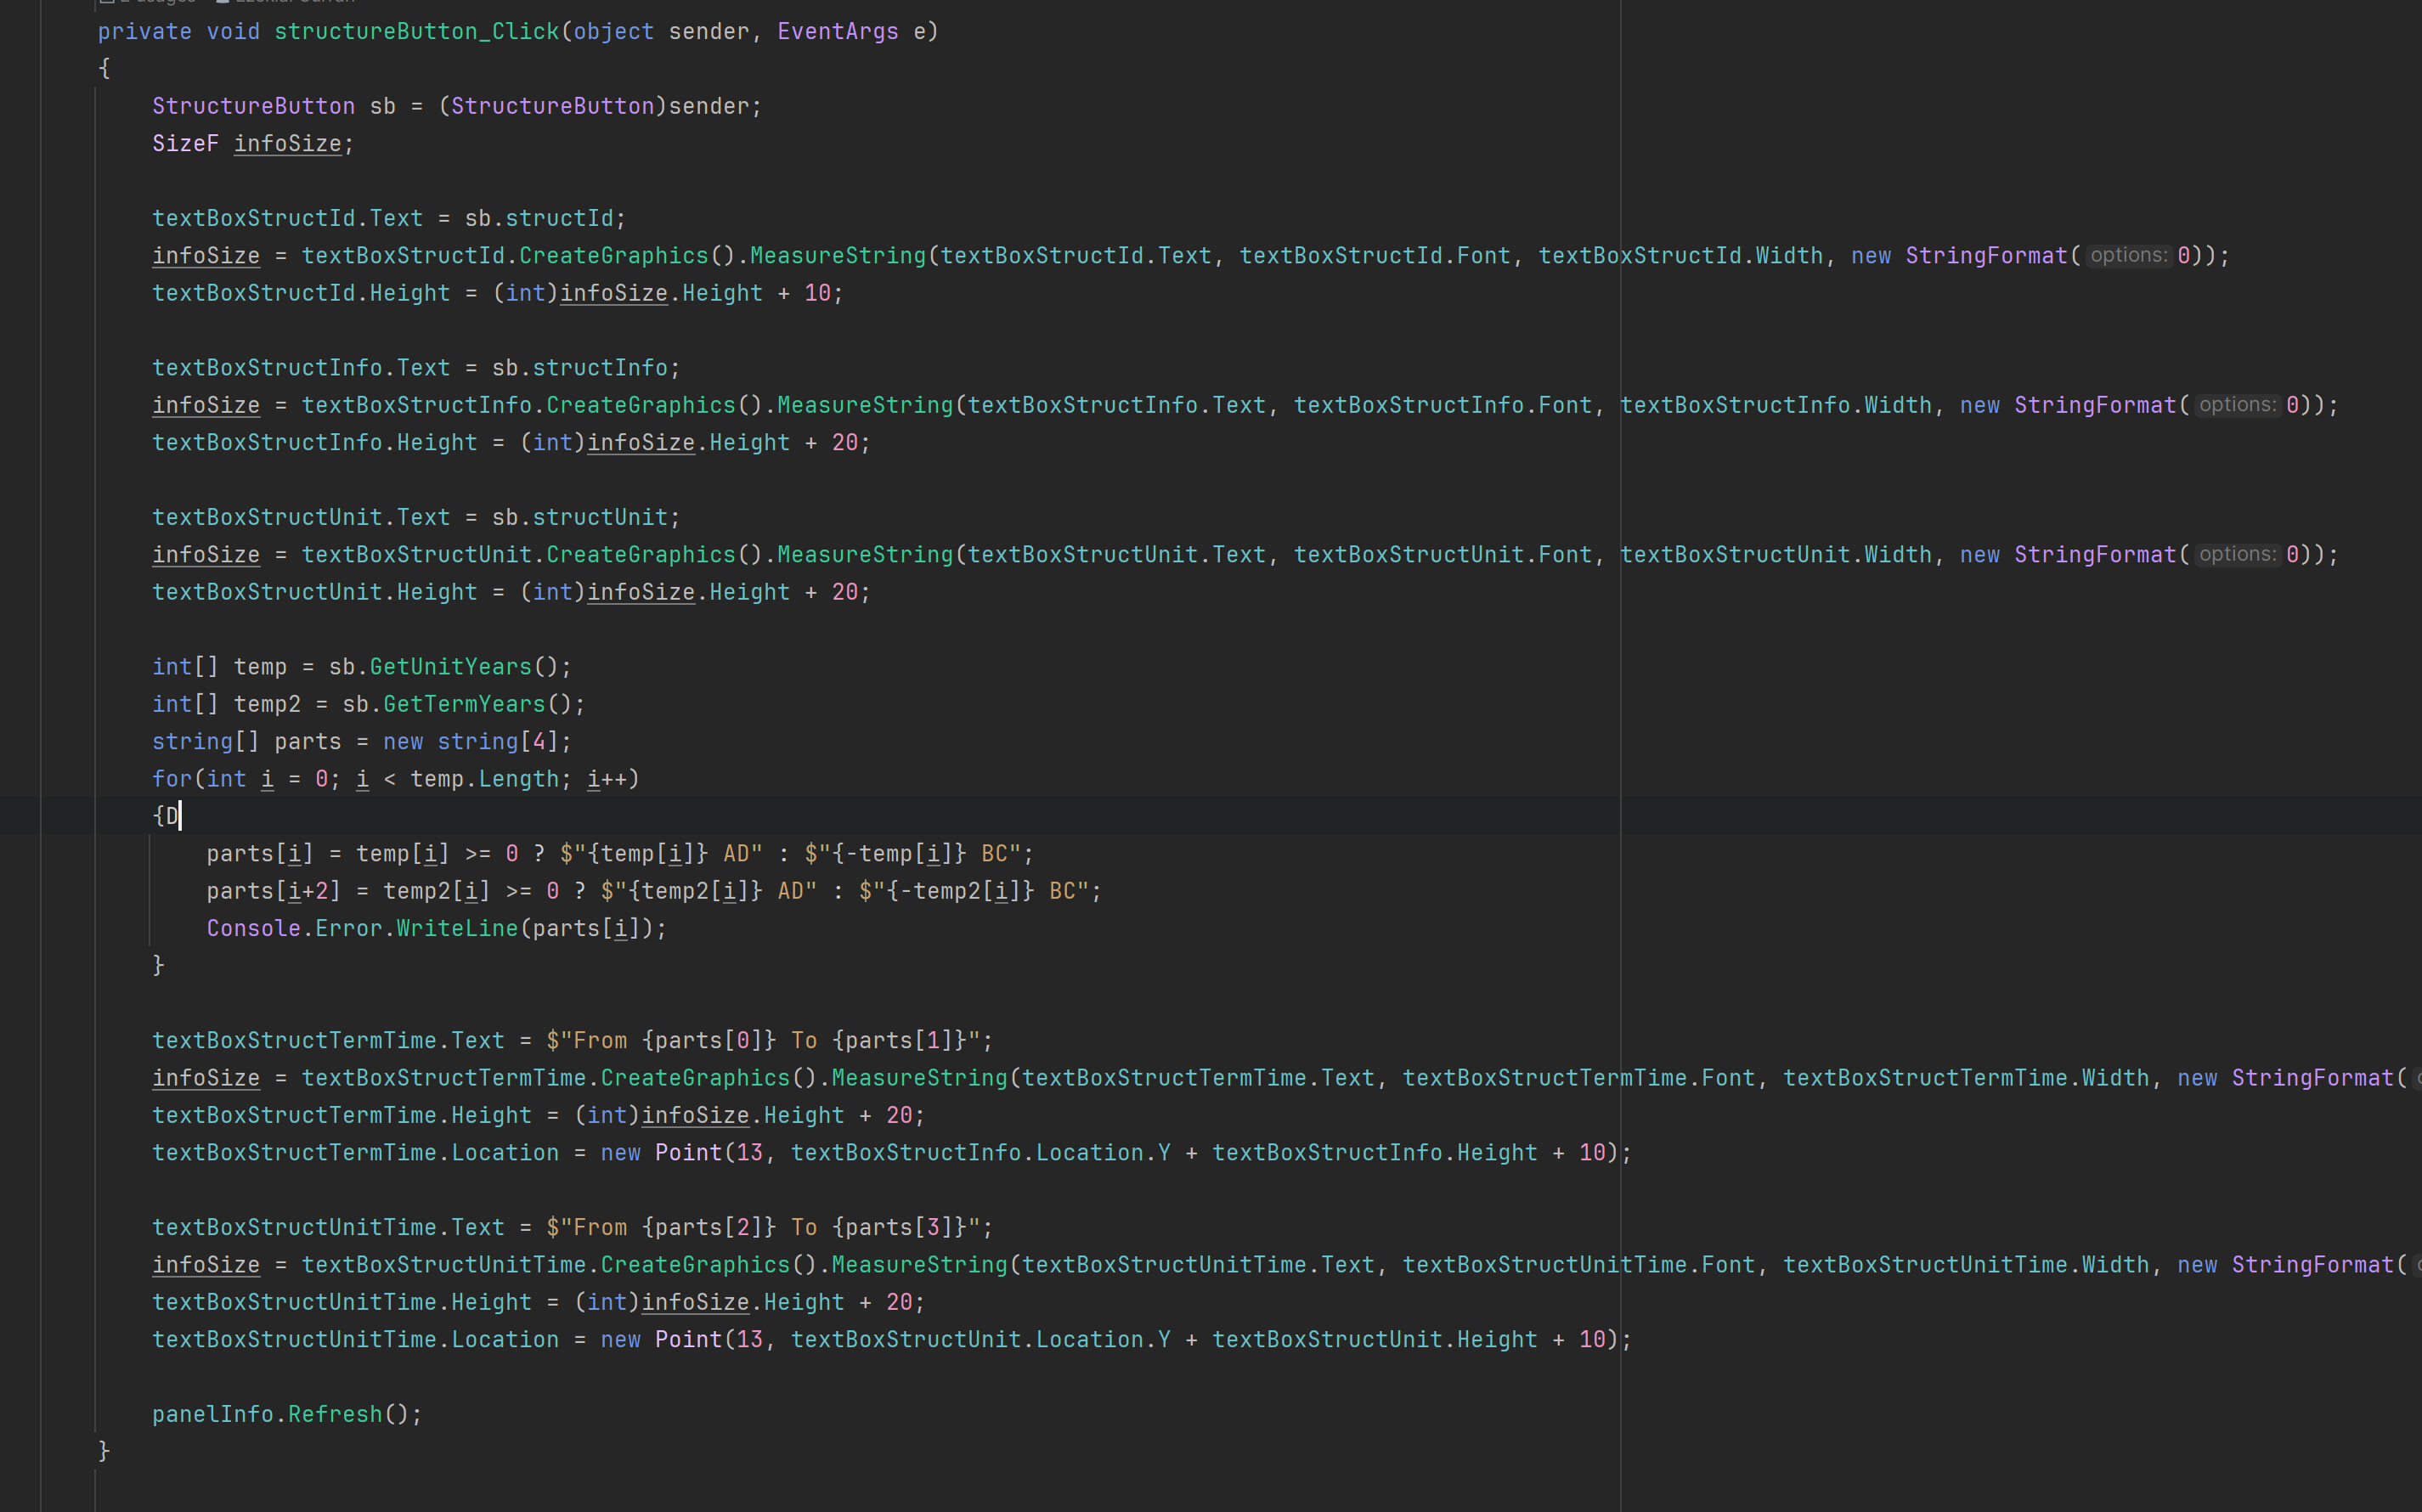 private void structureButton_Click(object sender, EventArgs e)
{
StructureButton sb = (StructureButton)sender;
SizeF infoSize;
textBoxStructId.Text = sb.structId;
infoSize = textBoxStructId.CreateGraphics().MeasureString(textBoxStructId.Text, textBoxStructId.Font, textBoxStructId.Width, new StringFormat( options: 0));
textBoxStructId.Height = (int)infoSize.Height + 10;
textBoxStructInfo.Text = sb.structInfo;
infoSize = textBoxStructInfo.CreateGraphics().MeasureString(textBoxStructInfo.Text, textBoxStructInfo.Font, textBoxStructInfo.Width, new StringFormat( options: 0));
textBoxStructInfo.Height = (int)infoSize.Height + 20;
textBoxStructUnit.Text = sb.structUnit;
infoSize = textBoxStructUnit.CreateGraphics().MeasureString(textBoxStructUnit.Text, textBoxStructUnit.Font, textBoxStructUnit.Width, new StringFormat( options: 0));
textBoxStructUnit.Height = (int)infoSize.Height + 20;
int[] temp = sb.GetUnitYears();
int[] temp2 = sb.GetTermYears();
string[] parts = new string[4];
for(int i = 0; i < temp.Length; i++)
{D
parts[i] = temp[i] >= 0 ? $"{temp[i]} AD" : $"{-temp[i]} BC";
parts[i+2] = temp2[i] >= 0 ? $"{temp2[i]} AD" : $"{-temp2[i]} BC";
Console.Error.WriteLine(parts[i]);
}
textBoxStructTermTime.Text = $"From {parts[0]} To {parts[1]}";
infoSize = textBoxStructTermTime.CreateGraphics().MeasureString(textBoxStructTermTime.Text, textBoxStructTermTime.Font, textBoxStructTermTime.Width, new StringFormat(
textBoxStructTermTime.Height = (int)infoSize.Height + 20;
textBoxStructTermTime.Location = new Point(13, textBoxStructInfo.Location.Y + textBoxStructInfo.Height + 10);
textBoxStructUnitTime.Text = $"From {parts[2]} To {parts[3]}";
infoSize = textBoxStructUnitTime.CreateGraphics().MeasureString(textBoxStructUnitTime.Text, textBoxStructUnitTime.Font, textBoxStructUnitTime.Width, new StringFormat(
textBoxStructUnitTime.Height = (int)infoSize.Height + 20;
textBoxStructUnitTime.Location = new Point(13, textBoxStructUnit.Location.Y + textBoxStructUnit.Height + 10);
panelInfo.Refresh();
}